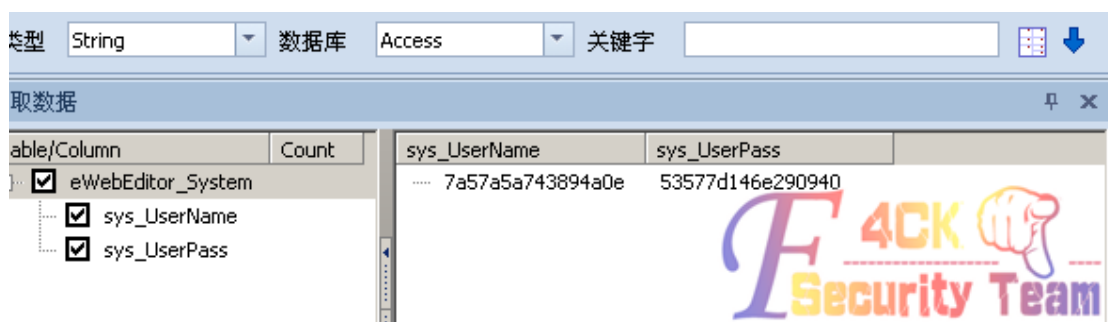 类型 String 数据库 Access 关键字
取数据
able/Column Count sys_UserName sys_UserPass
eWebEditor_System 7a57a5a743894a0e 53577d146e290940
sys_UserName
sys_UserPass
F4CK
Security Team